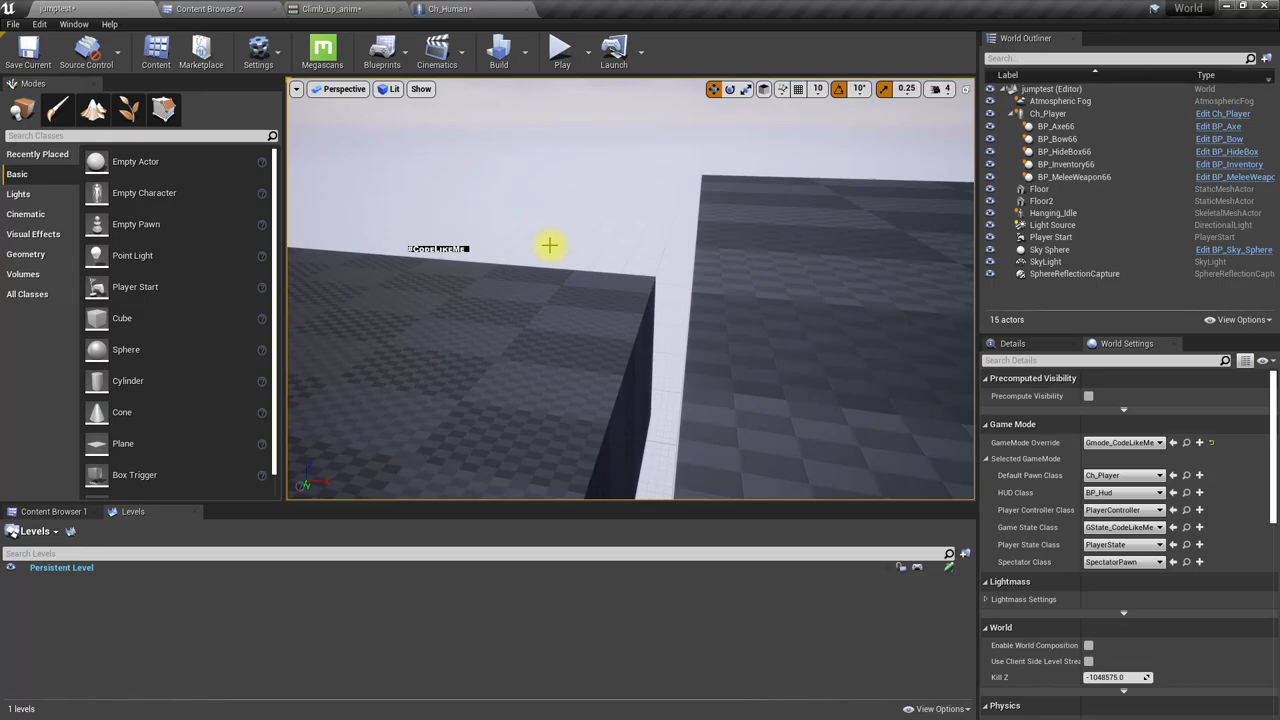 jumptest*
Content Browser 2
Climb_up_anim*
Ch_Human*
World
File Edit Window Help
Save Current
Source Control
Content
Marketplace
Settings
Megascans
Blueprints
Cinematics
Build
Play
Launch
Modes
Search Classes
Recently Placed
Basic
Lights
Cinematic
Visual Effects
Geometry
Volumes
All Classes
Empty Actor
Empty Character
Empty Pawn
Point Light
Player Start
Cube
Sphere
Cylinder
Cone
Plane
Box Trigger
Perspective
Lit
Show
10
10°
0.25
4
#CodeLikeMe
World Outliner
Search...
Label Type
jumptest (Editor) World
Atmospheric Fog AtmosphericFog
Ch_Player Edit Ch_Player
BP_Axe66 Edit BP_Axe
BP_Bow66 Edit BP_Bow
BP_HideBox66 Edit BP_HideBox
BP_Inventory66 Edit BP_Inventory
BP_MeleeWeapon66 Edit BP_MeleeWeapo
Floor StaticMeshActor
Floor2 StaticMeshActor
Hanging_Idle SkeletalMeshActor
Light Source DirectionalLight
Player Start PlayerStart
Sky Sphere Edit BP_Sky_Sphere
SkyLight SkyLight
SphereReflectionCapture SphereReflectionCapt
15 actors
View Options
Details
World Settings
Search Details
Precomputed Visibility
Precompute Visibility
Game Mode
GameMode Override Gmode_CodeLikeMe
Selected GameMode
Default Pawn Class Ch_Player
HUD Class BP_Hud
Player Controller Class PlayerController
Game State Class GState_CodeLikeMe
Player State Class PlayerState
Spectator Class SpectatorPawn
Lightmass
Lightmass Settings
World
Enable World Composition
Use Client Side Level Strea
Kill Z -1048575.0
Physics
Content Browser 1
Levels
Levels
Search Levels
Persistent Level
1 levels
View Options